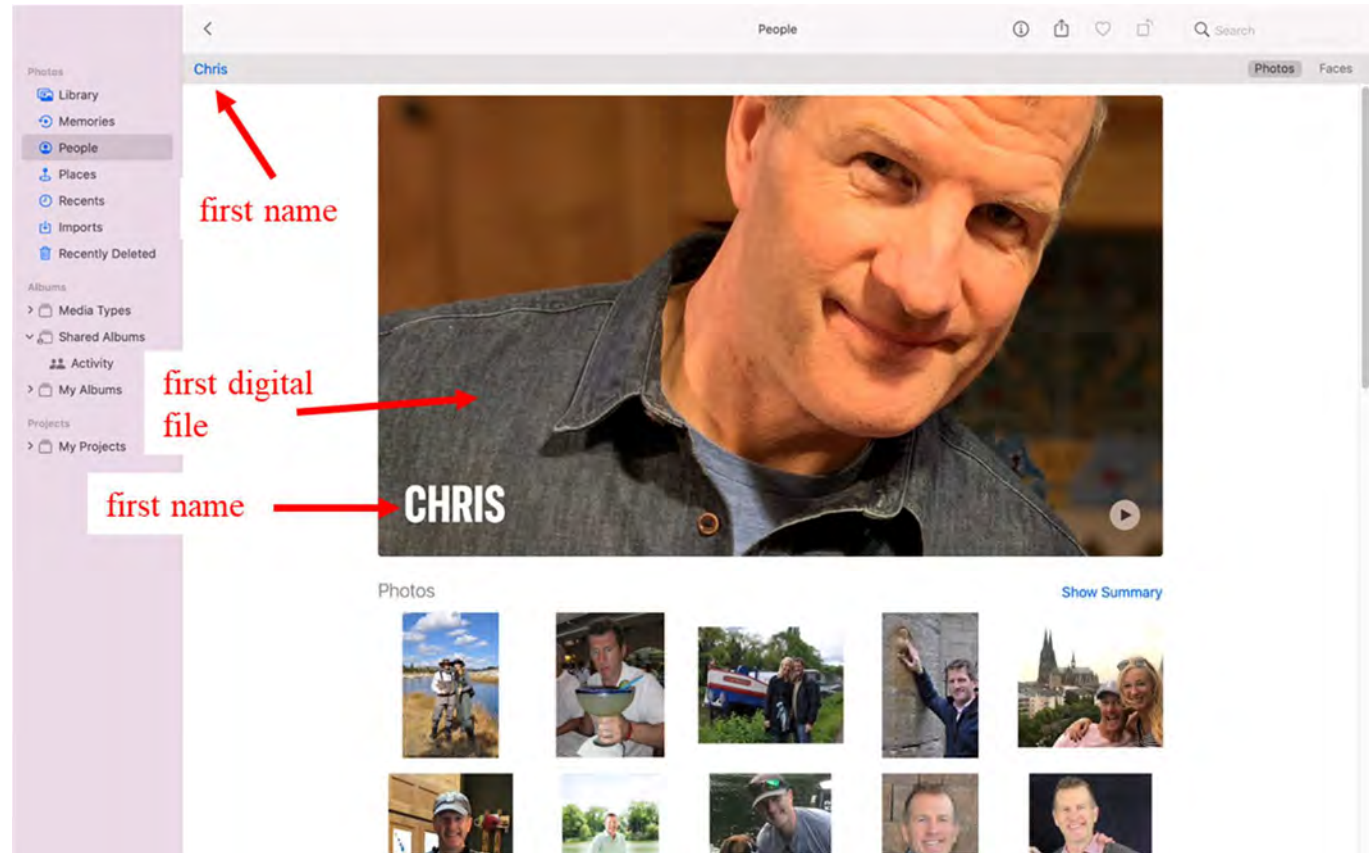 People
Search
Photos
Chris
Photos Faces
Library
Memories
People
Places
Recents
Imports
Recently Deleted
first name
Albums
Media Types
Shared Albums
Activity
My Albums
first digital
file
Projects
My Projects
first name
CHRIS
Photos
Show Summary